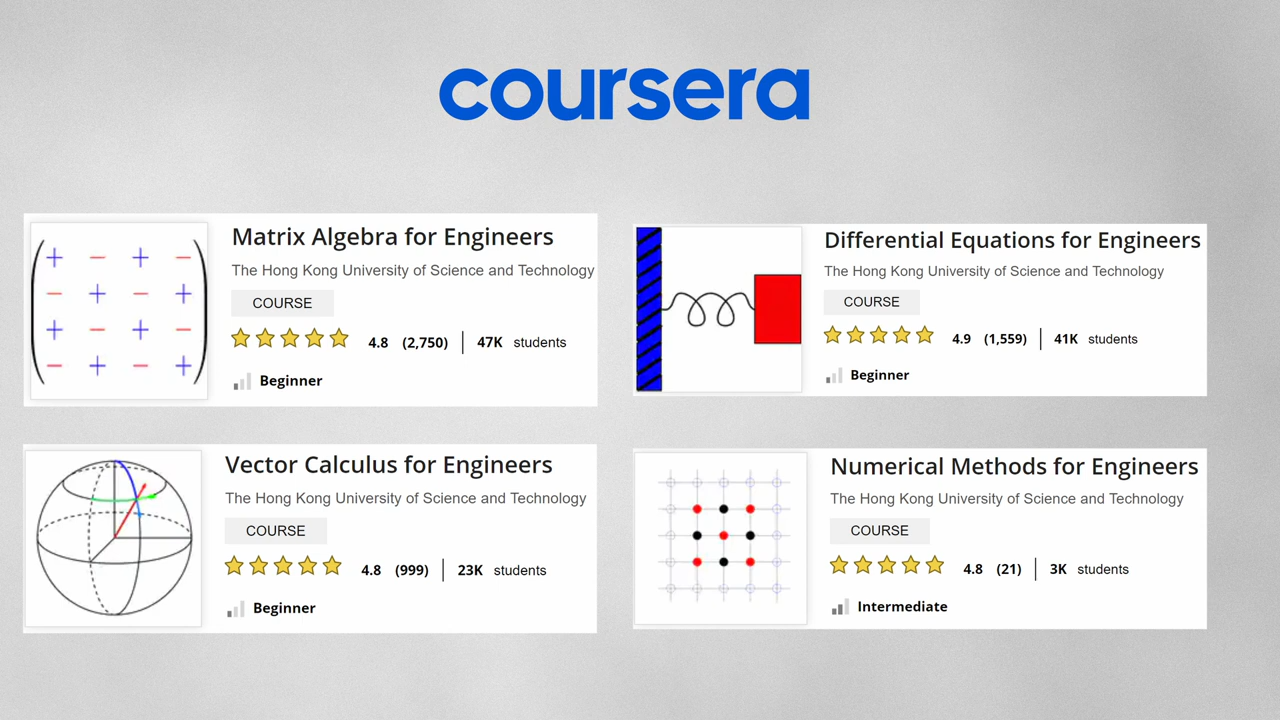 coursera
Matrix Algebra for Engineers
The Hong Kong University of Science and Technology
COURSE
4.8 (2,750) 47K students
Beginner
Differential Equations for Engineers
The Hong Kong University of Science and Technology
COURSE
4.9 (1,559) 41K students
Beginner
Vector Calculus for Engineers
The Hong Kong University of Science and Technology
COURSE
4.8 (999) 23K students
Beginner
Numerical Methods for Engineers
The Hong Kong University of Science and Technology
COURSE
4.8 (21) 3K students
Intermediate